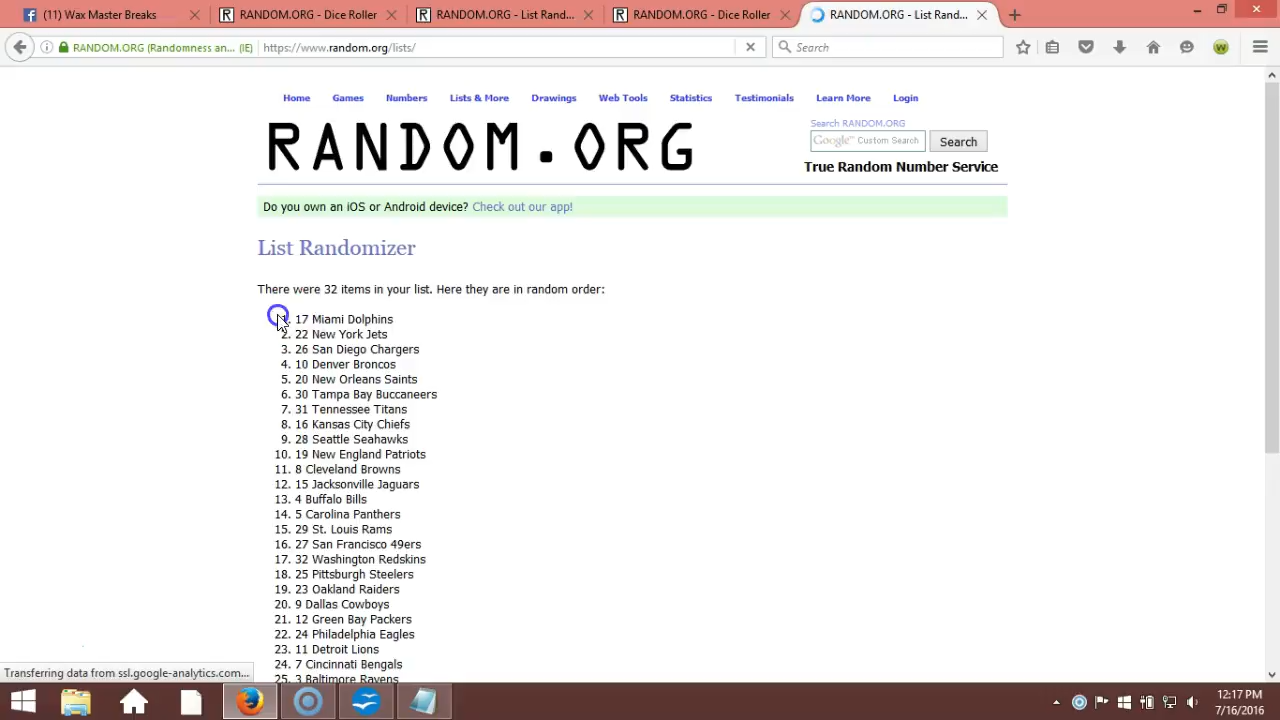 (11) Wax Master Breaks
RANDOM.ORG - Dice Roller
RANDOM.ORG - List Rand...
RANDOM.ORG - Dice Roller
RANDOM.ORG - List Rand...
RANDOM.ORG (Randomness an... (IE)
https://www.random.org/lists/
Search
Home Games Numbers Lists & More Drawings Web Tools Statistics Testimonials Learn More Login
Search RANDOM.ORG
RANDOM.ORG
Google™ Custom Search
Search
True Random Number Service
Do you own an iOS or Android device? Check out our app!
List Randomizer
There were 32 items in your list. Here they are in random order:
1. 17 Miami Dolphins
2. 22 New York Jets
3. 26 San Diego Chargers
4. 10 Denver Broncos
5. 20 New Orleans Saints
6. 30 Tampa Bay Buccaneers
7. 31 Tennessee Titans
8. 16 Kansas City Chiefs
9. 28 Seattle Seahawks
10. 19 New England Patriots
11. 8 Cleveland Browns
12. 15 Jacksonville Jaguars
13. 4 Buffalo Bills
14. 5 Carolina Panthers
15. 29 St. Louis Rams
16. 27 San Francisco 49ers
17. 32 Washington Redskins
18. 25 Pittsburgh Steelers
19. 23 Oakland Raiders
20. 9 Dallas Cowboys
21. 12 Green Bay Packers
22. 24 Philadelphia Eagles
23. 11 Detroit Lions
24. 7 Cincinnati Bengals
25. 3 Baltimore Ravens
Transferring data from ssl.google-analytics.com...
12:17 PM
7/16/2016